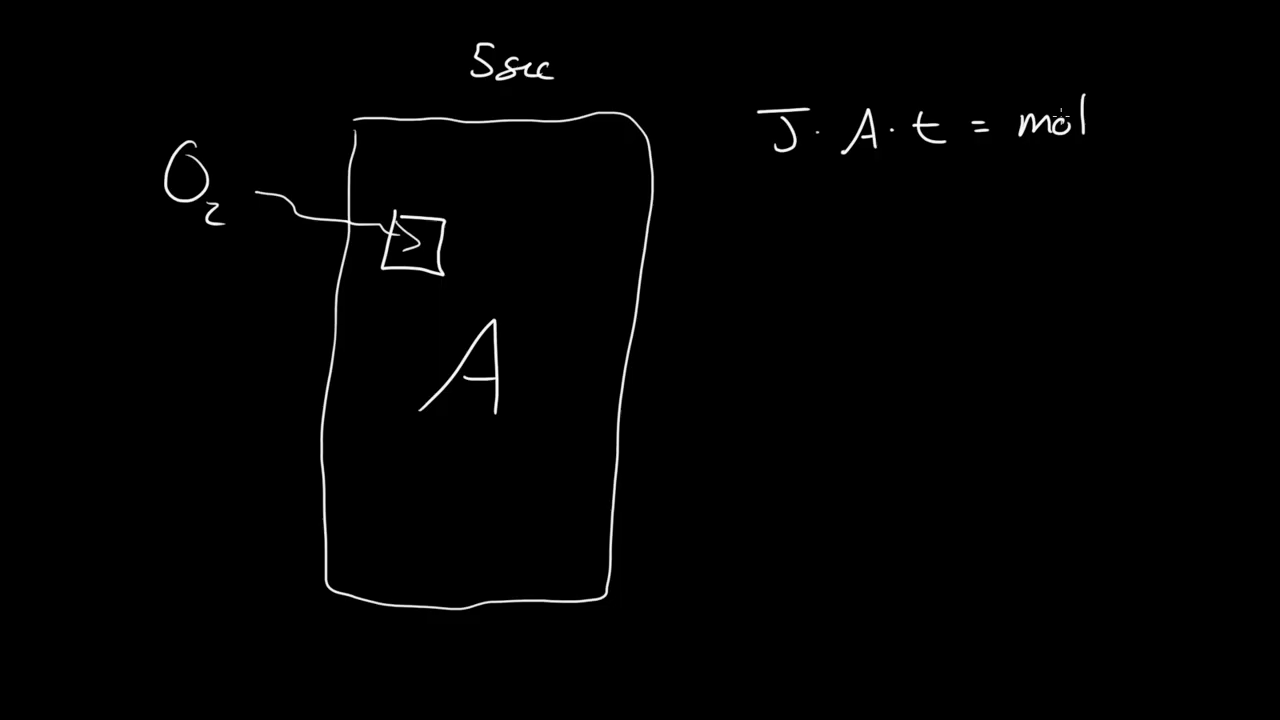 5sec
J · A · t = mol
O₂
A